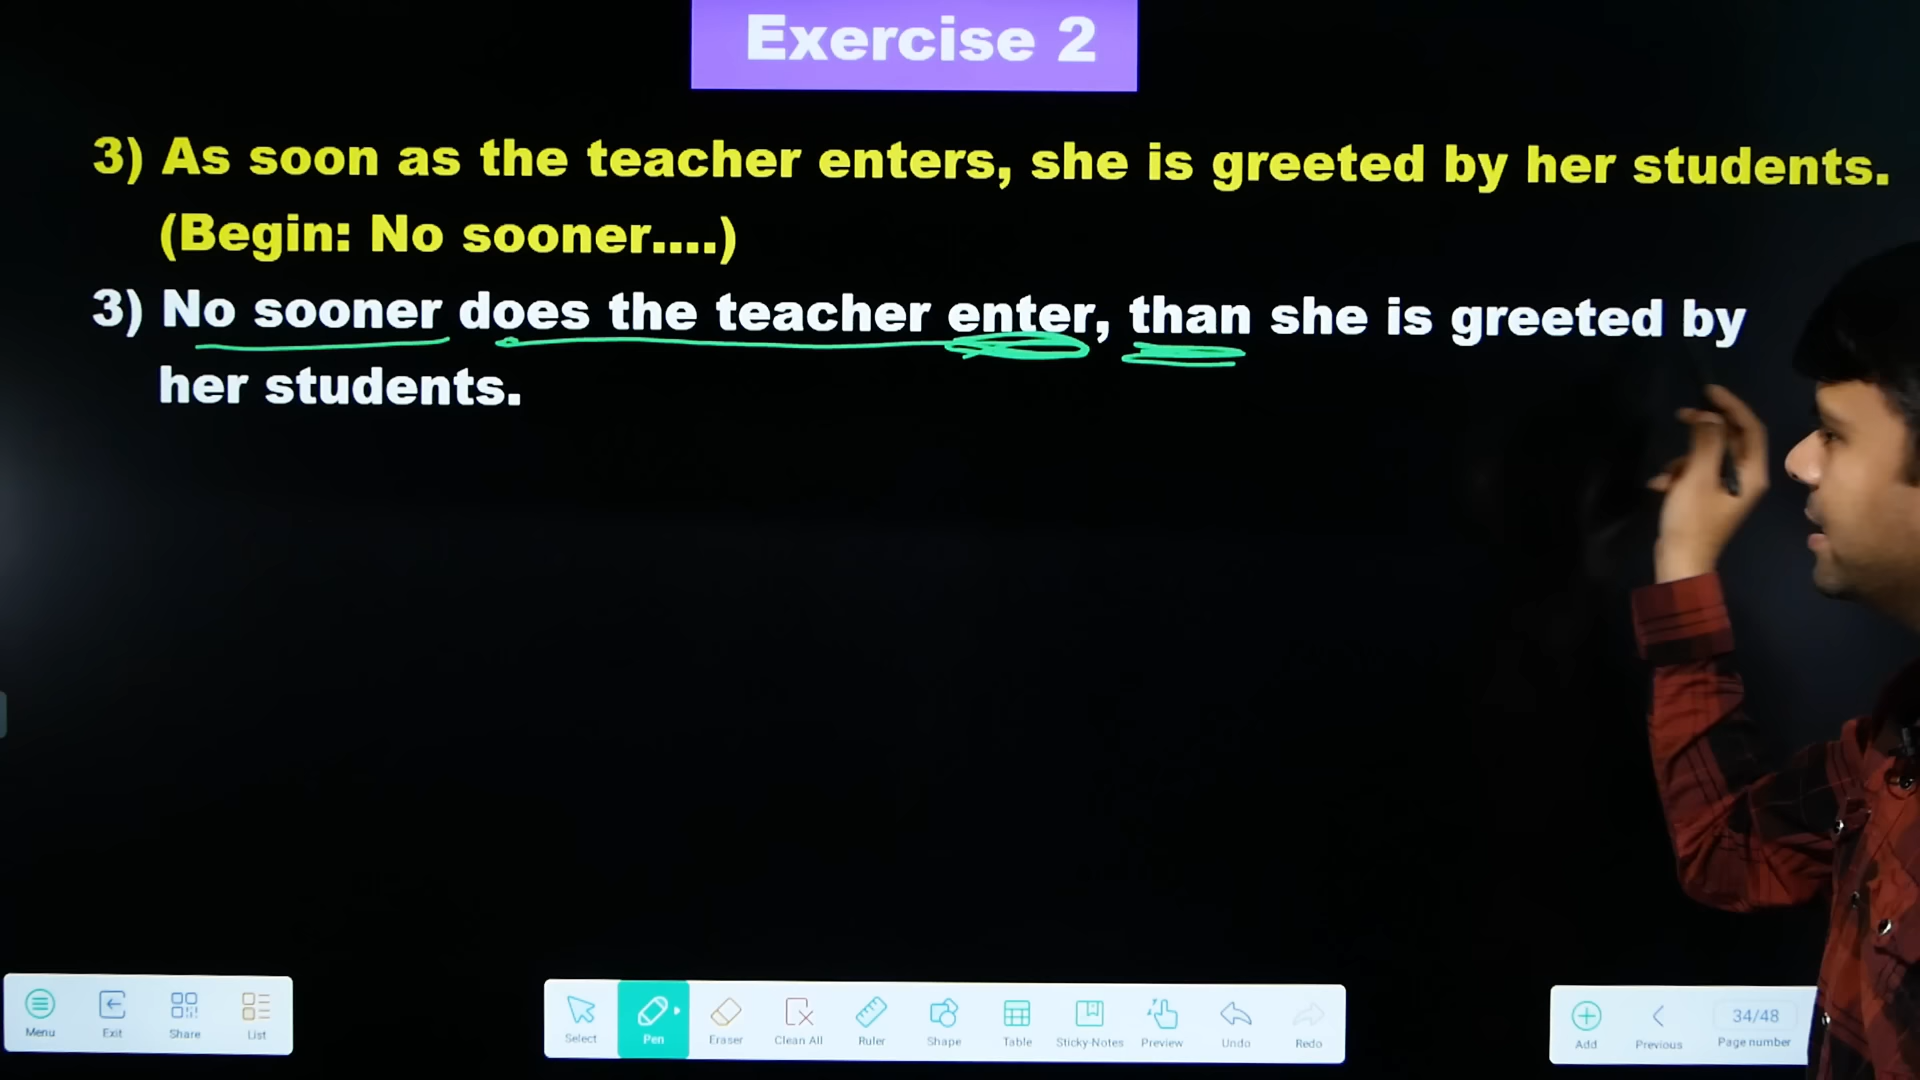 Exercise 2
3) As soon as the teacher enters, she is greeted by her students.
(Begin: No sooner....)
3) No sooner does the teacher enter, than she is greeted by
her students.
Menu Exit Share List Select Pen Eraser Clean All Ruler Shape Table Sticky Notes Preview Undo Redo Add Previous 34/48 Page number